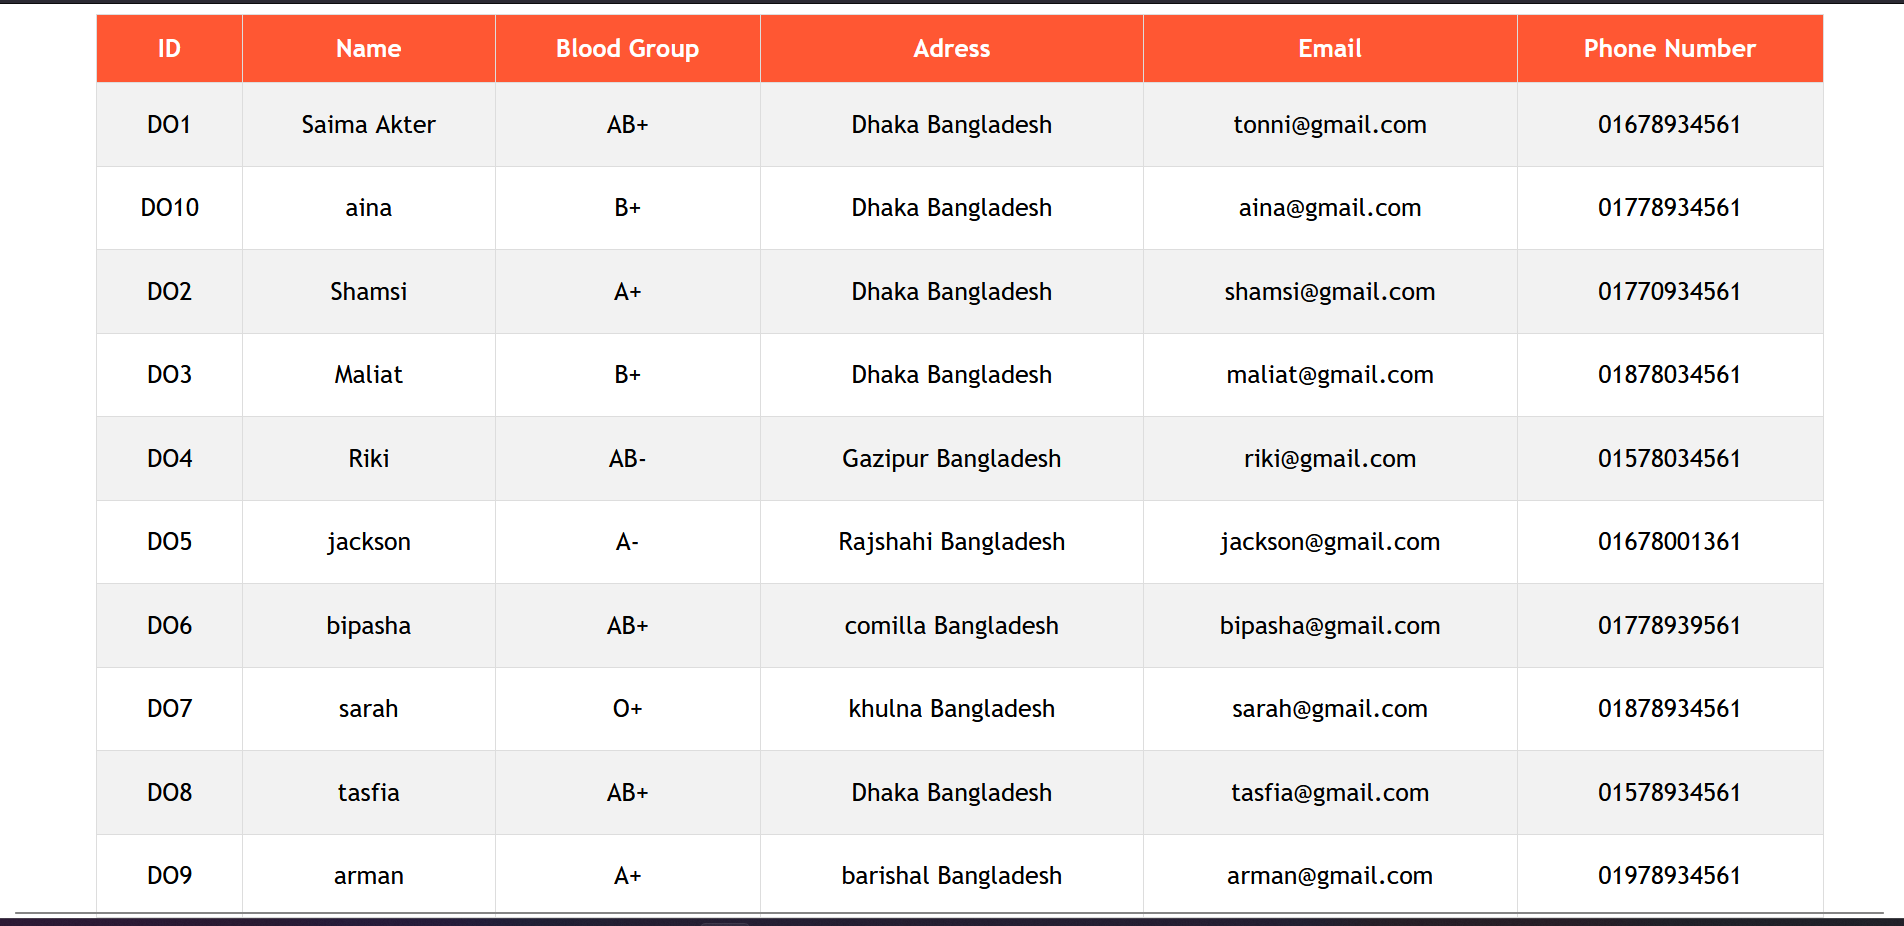 ID Name Blood Group Adress Email Phone Number
DO1 Saima Akter AB+ Dhaka Bangladesh tonni@gmail.com 01678934561
DO10 aina B+ Dhaka Bangladesh aina@gmail.com 01778934561
DO2 Shamsi A+ Dhaka Bangladesh shamsi@gmail.com 01770934561
DO3 Maliat B+ Dhaka Bangladesh maliat@gmail.com 01878034561
DO4 Riki AB- Gazipur Bangladesh riki@gmail.com 01578034561
DO5 jackson A- Rajshahi Bangladesh jackson@gmail.com 01678001361
DO6 bipasha AB+ comilla Bangladesh bipasha@gmail.com 01778939561
DO7 sarah O+ khulna Bangladesh sarah@gmail.com 01878934561
DO8 tasfia AB+ Dhaka Bangladesh tasfia@gmail.com 01578934561
DO9 arman A+ barishal Bangladesh arman@gmail.com 01978934561